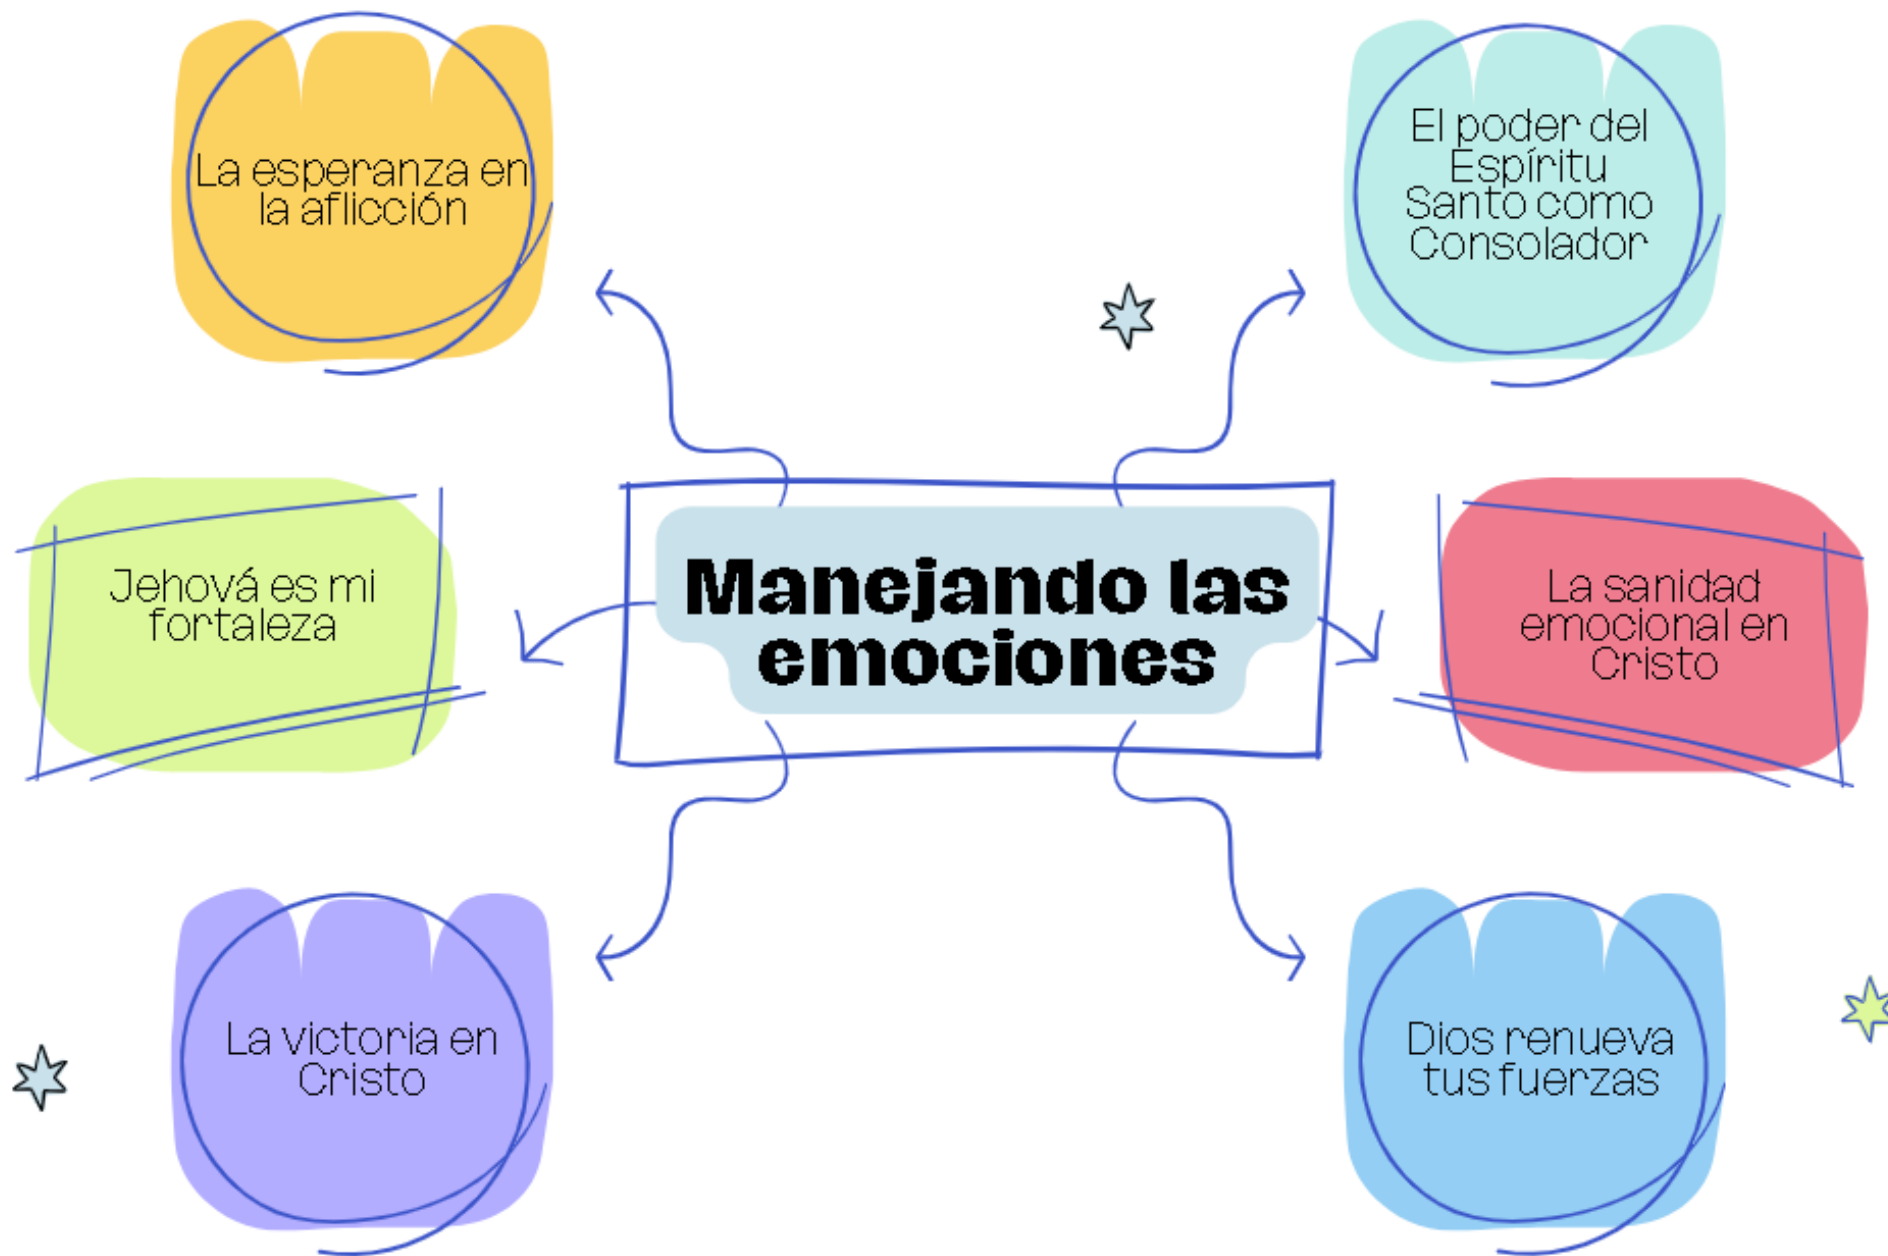 La esperanza en
la aflicción
El poder del
Espíritu
Santo como
Consolador
Jehová es mi
fortaleza
Manejando las
emociones
La sanidad
emocional en
Cristo
La victoria en
Cristo
Dios renueva
tus fuerzas